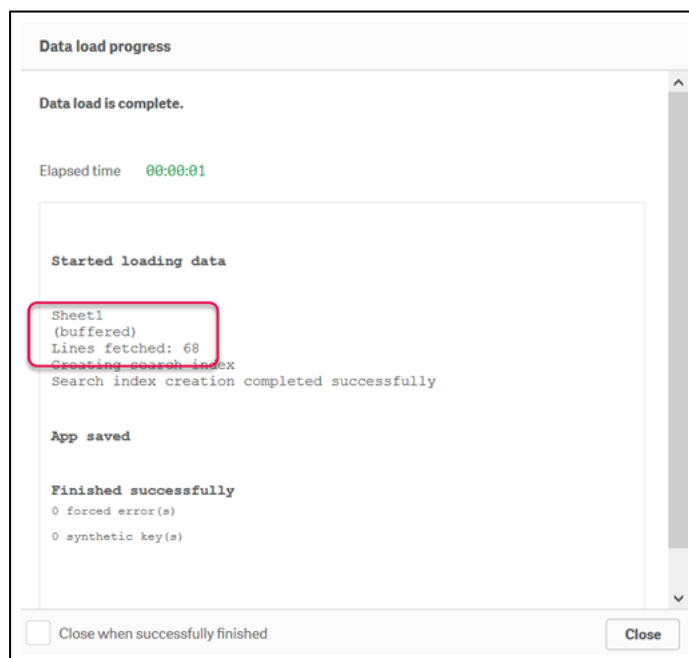 Data load progress
Data load is complete.
Elapsed time 00:00:01
Started loading data
Sheet1
(buffered)
Lines fetched: 68
Creating search index
Search index creation completed successfully
App saved
Finished successfully
0 forced error(s)
0 synthetic key(s)
Close when successfully finished
Close